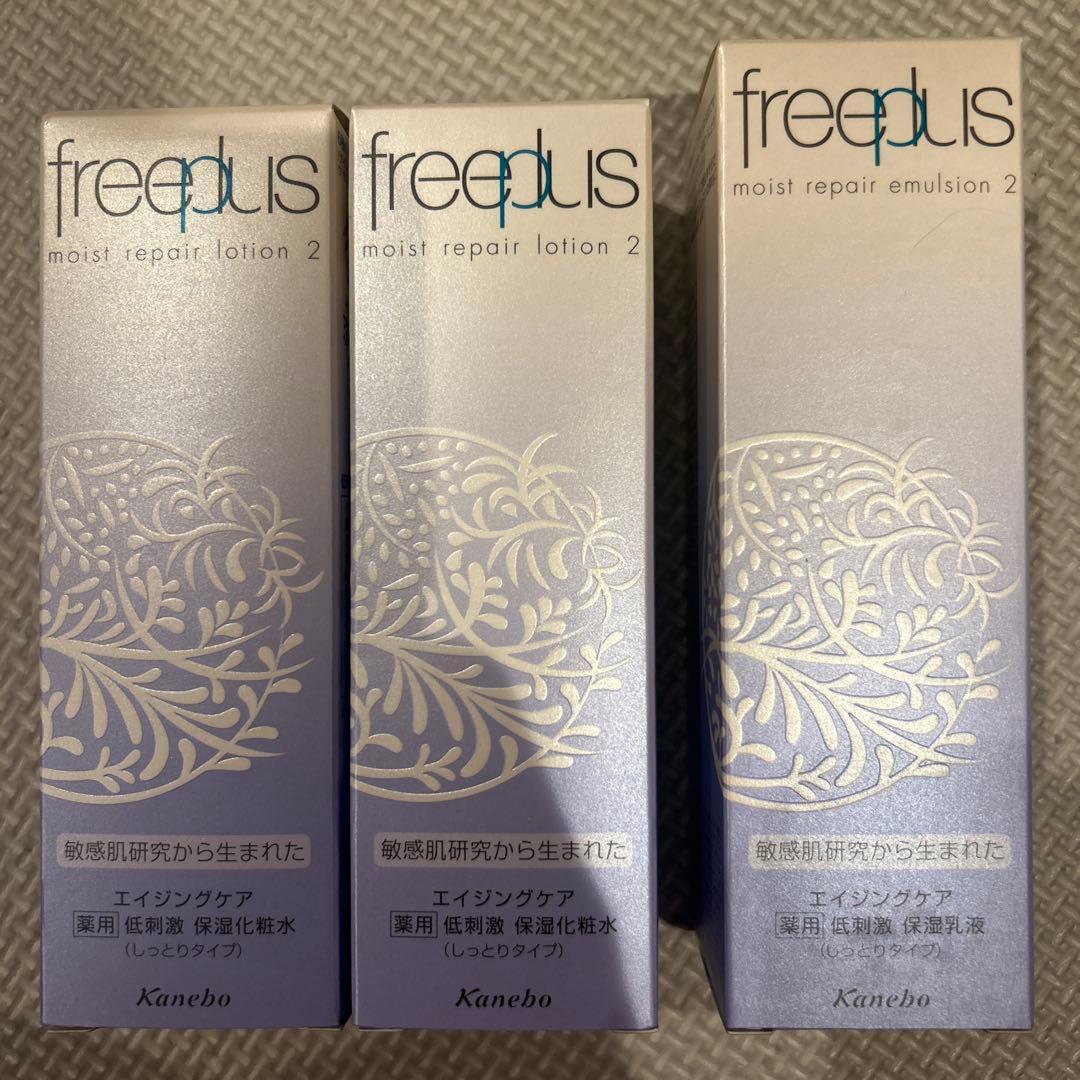 freeplus
moist repair lotion 2
敏感肌研究から生まれた
エイジングケア
薬用 低刺激 保湿化粧水
(しっとりタイプ)
Kanebo
freeplus
moist repair lotion 2
敏感肌研究から生まれた
エイジングケア
薬用 低刺激 保湿化粧水
(しっとりタイプ)
Kanebo
freeplus
moist repair emulsion 2
敏感肌研究から生まれた
エイジングケア
薬用 低刺激 保湿乳液
(しっとりタイプ)
Kanebo